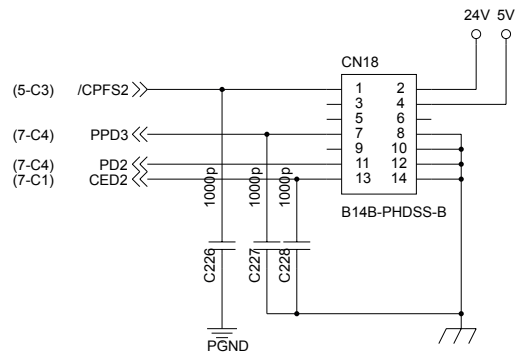 24V 5V
CN18
(5-C3) /CPFS2 1 2
3 4
5 6
(7-C4) PPD3 7 8
9 10
(7-C4) PD2 11 12
(7-C1) CED2 13 14
B14B-PHDSS-B
1000p 1000p 1000p
C226 C227 C228
PGND